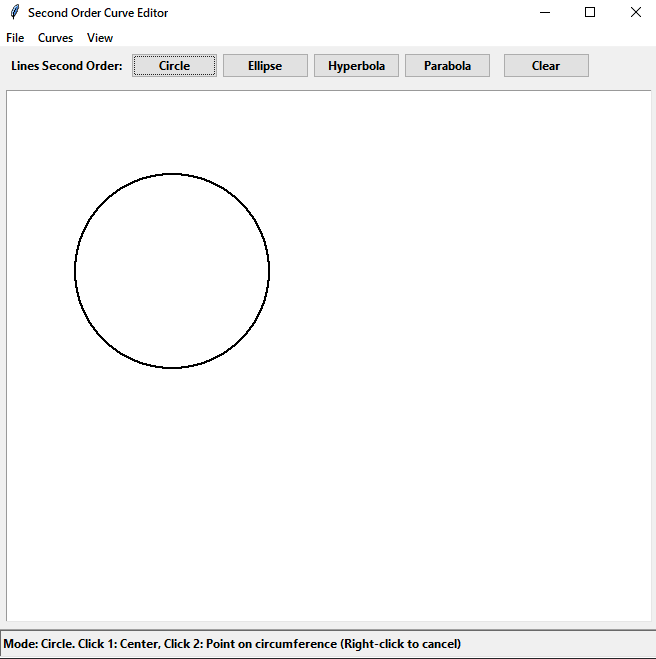 Second Order Curve Editor
File Curves View
Lines Second Order: Circle Ellipse Hyperbola Parabola Clear
Mode: Circle. Click 1: Center, Click 2: Point on circumference (Right-click to cancel)